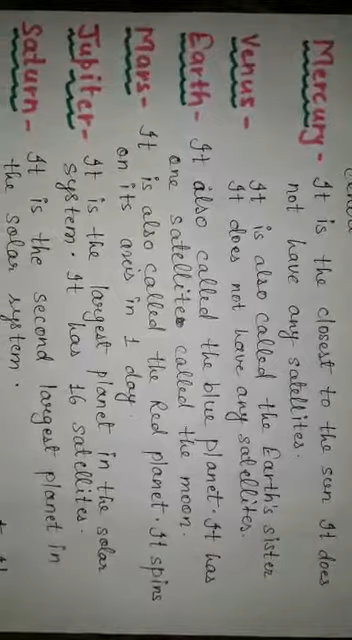 Mercury - It is the closest to the sun It does
not have any satellites.
Venus - It is also called the Earth's sister
It does not have any satellites.
Earth - It also called the blue planet. It has
one satellite called the moon.
Mars - It is also called the Red planet. It spins
on its axis in 1 day.
Jupiter - It is the largest planet in the solar
system. It has 16 satellites.
Saturn - It is the second largest planet in
the solar system.